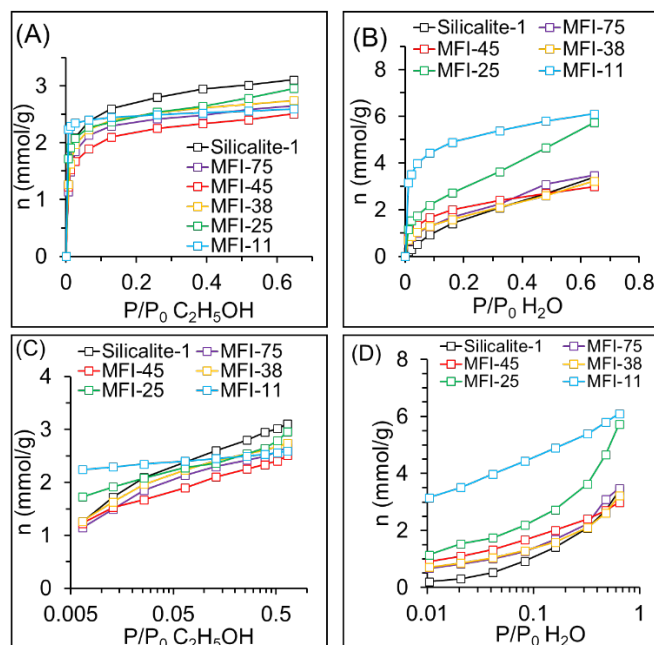 (A)
n (mmol/g)
4
3
2
1
0
0 0.2 0.4 0.6 0.8
P/P₀ C₂H₅OH
Silicalite-1
MFI-75
MFI-45
MFI-38
MFI-25
MFI-11
(B)
n (mmol/g)
8
6
4
2
0
0 0.2 0.4 0.6 0.8 1
P/P₀ H₂O
Silicalite-1 MFI-75
MFI-45 MFI-38
MFI-25 MFI-11
(C)
n (mmol/g)
4
3
2
1
0
0.005 0.05 0.5
P/P₀ C₂H₅OH
Silicalite-1 MFI-75
MFI-45 MFI-38
MFI-25 MFI-11
(D)
n (mmol/g)
8
6
4
2
0
0.01 0.1 1
P/P₀ H₂O
Silicalite-1 MFI-75
MFI-45 MFI-38
MFI-25 MFI-11